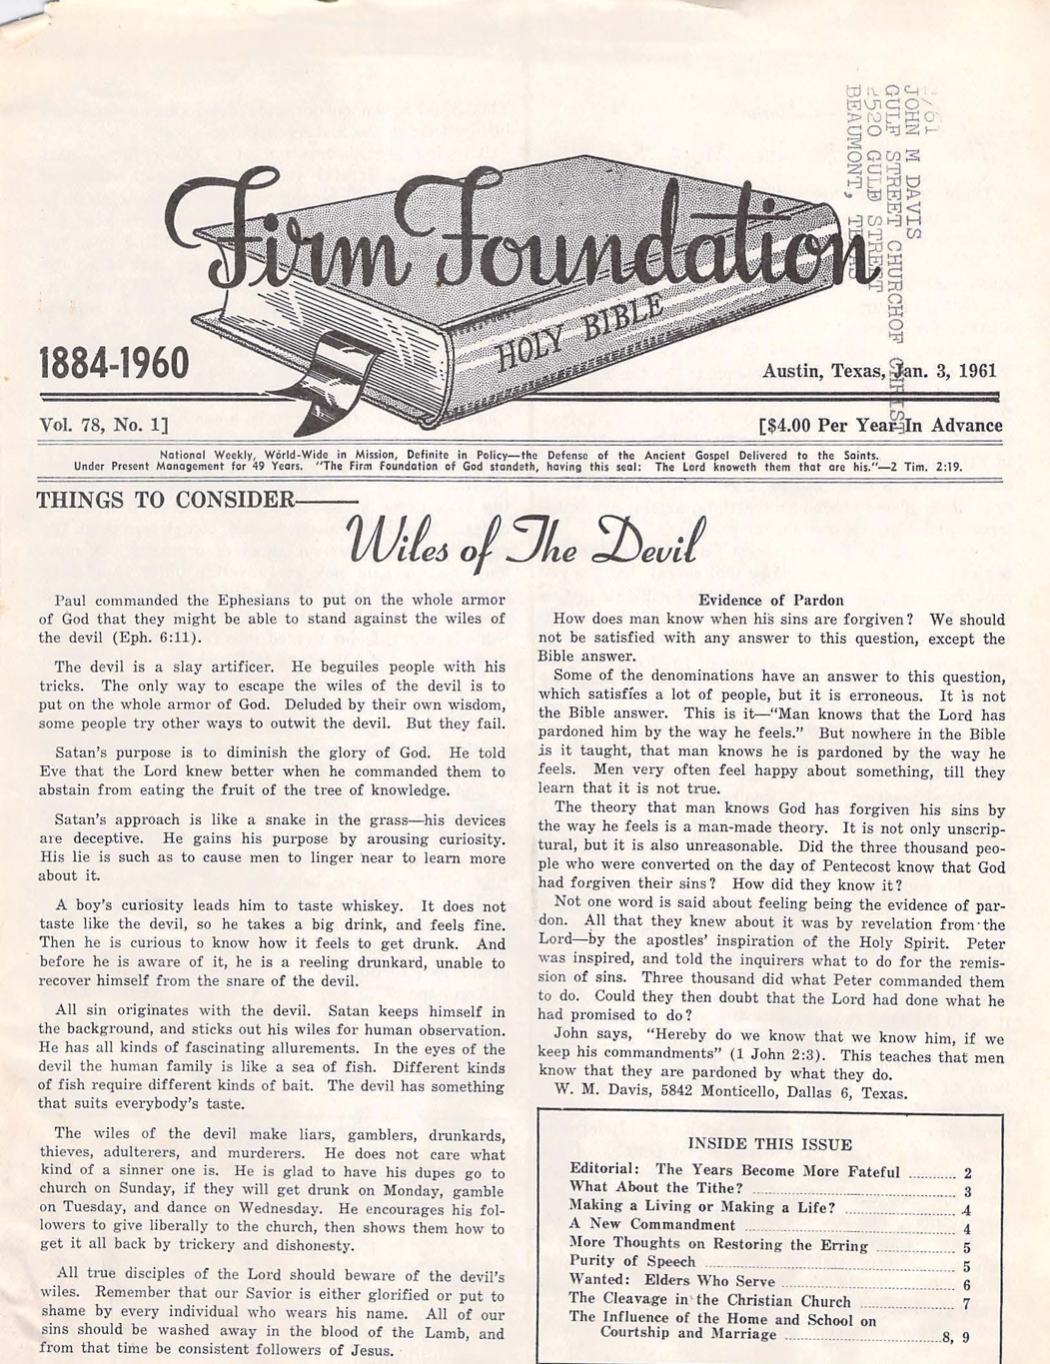 1/61
JOHN M DAVIS
GULF STREET CHURCHOF CHRIST
2520 GULF STREET
BEAUMONT, TEXAS
Firm Foundation
HOLY BIBLE
1884-1960
Austin, Texas, Jan. 3, 1961
Vol. 78, No. 1]
[$4.00 Per Year In Advance
National Weekly, World-Wide in Mission, Definite in Policy—the Defense of the Ancient Gospel Delivered to the Saints.
Under Present Management for 49 Years. "The Firm Foundation of God standeth, having this seal: The Lord knoweth them that are his."—2 Tim. 2:19.
THINGS TO CONSIDER——
Wiles of The Devil
Paul commanded the Ephesians to put on the whole armor
of God that they might be able to stand against the wiles of
the devil (Eph. 6:11).
The devil is a slay artificer. He beguiles people with his
tricks. The only way to escape the wiles of the devil is to
put on the whole armor of God. Deluded by their own wisdom,
some people try other ways to outwit the devil. But they fail.
Satan's purpose is to diminish the glory of God. He told
Eve that the Lord knew better when he commanded them to
abstain from eating the fruit of the tree of knowledge.
Satan's approach is like a snake in the grass—his devices
are deceptive. He gains his purpose by arousing curiosity.
His lie is such as to cause men to linger near to learn more
about it.
A boy's curiosity leads him to taste whiskey. It does not
taste like the devil, so he takes a big drink, and feels fine.
Then he is curious to know how it feels to get drunk. And
before he is aware of it, he is a reeling drunkard, unable to
recover himself from the snare of the devil.
All sin originates with the devil. Satan keeps himself in
the background, and sticks out his wiles for human observation.
He has all kinds of fascinating allurements. In the eyes of the
devil the human family is like a sea of fish. Different kinds
of fish require different kinds of bait. The devil has something
that suits everybody's taste.
The wiles of the devil make liars, gamblers, drunkards,
thieves, adulterers, and murderers. He does not care what
kind of a sinner one is. He is glad to have his dupes go to
church on Sunday, if they will get drunk on Monday, gamble
on Tuesday, and dance on Wednesday. He encourages his fol-
lowers to give liberally to the church, then shows them how to
get it all back by trickery and dishonesty.
All true disciples of the Lord should beware of the devil's
wiles. Remember that our Savior is either glorified or put to
shame by every individual who wears his name. All of our
sins should be washed away in the blood of the Lamb, and
from that time be consistent followers of Jesus.
Evidence of Pardon
How does man know when his sins are forgiven? We should
not be satisfied with any answer to this question, except the
Bible answer.
Some of the denominations have an answer to this question,
which satisfies a lot of people, but it is erroneous. It is not
the Bible answer. This is it—"Man knows that the Lord has
pardoned him by the way he feels." But nowhere in the Bible
is it taught, that man knows he is pardoned by the way he
feels. Men very often feel happy about something, till they
learn that it is not true.
The theory that man knows God has forgiven his sins by
the way he feels is a man-made theory. It is not only unscrip-
tural, but it is also unreasonable. Did the three thousand peo-
ple who were converted on the day of Pentecost know that God
had forgiven their sins? How did they know it?
Not one word is said about feeling being the evidence of par-
don. All that they knew about it was by revelation from the
Lord—by the apostles' inspiration of the Holy Spirit. Peter
was inspired, and told the inquirers what to do for the remis-
sion of sins. Three thousand did what Peter commanded them
to do. Could they then doubt that the Lord had done what he
had promised to do?
John says, "Hereby do we know that we know him, if we
keep his commandments" (1 John 2:3). This teaches that men
know that they are pardoned by what they do.
W. M. Davis, 5842 Monticello, Dallas 6, Texas.
INSIDE THIS ISSUE
Editorial: The Years Become More Fateful ............ 2
What About the Tithe? ............ 3
Making a Living or Making a Life? ............ 4
A New Commandment ............ 4
More Thoughts on Restoring the Erring ............ 5
Purity of Speech ............ 5
Wanted: Elders Who Serve ............ 6
The Cleavage in the Christian Church ............ 7
The Influence of the Home and School on
Courtship and Marriage ............ 8, 9